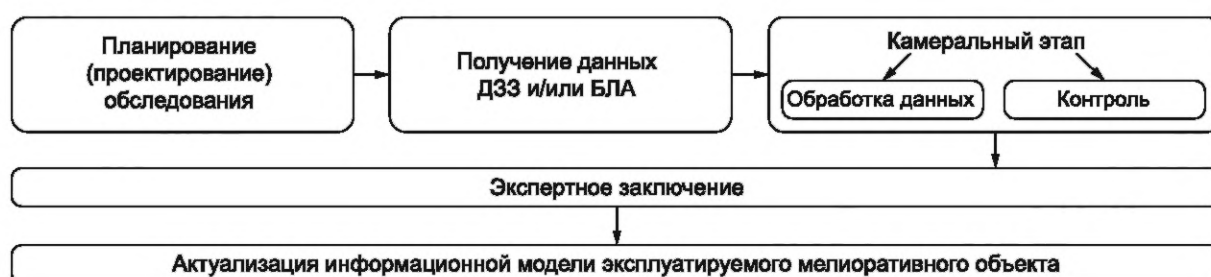 Планирование
(проектирование)
обследования
Получение данных
ДЗЗ и/или БЛА
Камеральный этап
Обработка данных
Контроль
Экспертное заключение
Актуализация информационной модели эксплуатируемого мелиоративного объекта